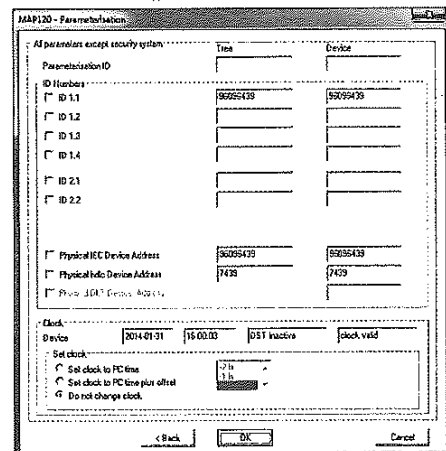 MAP120 - Parameterisation
All parameters except security system
Tree Device
Parameterisation ID
ID Numbers
ID 1.1 96096439 96096439
ID 1.2
ID 1.3
ID 1.4
ID 2.1
ID 2.2
Physical IEC Device Address 96096439 96096439
Physical hdlc Device Address 7439 7439
Clock
Device 2014-01-31 16:00:03 DST inactive clock valid
Set clock
Set clock to PC time -2 h
Set clock to PC time plus offset -1 h
Do not change clock
< Back OK Cancel